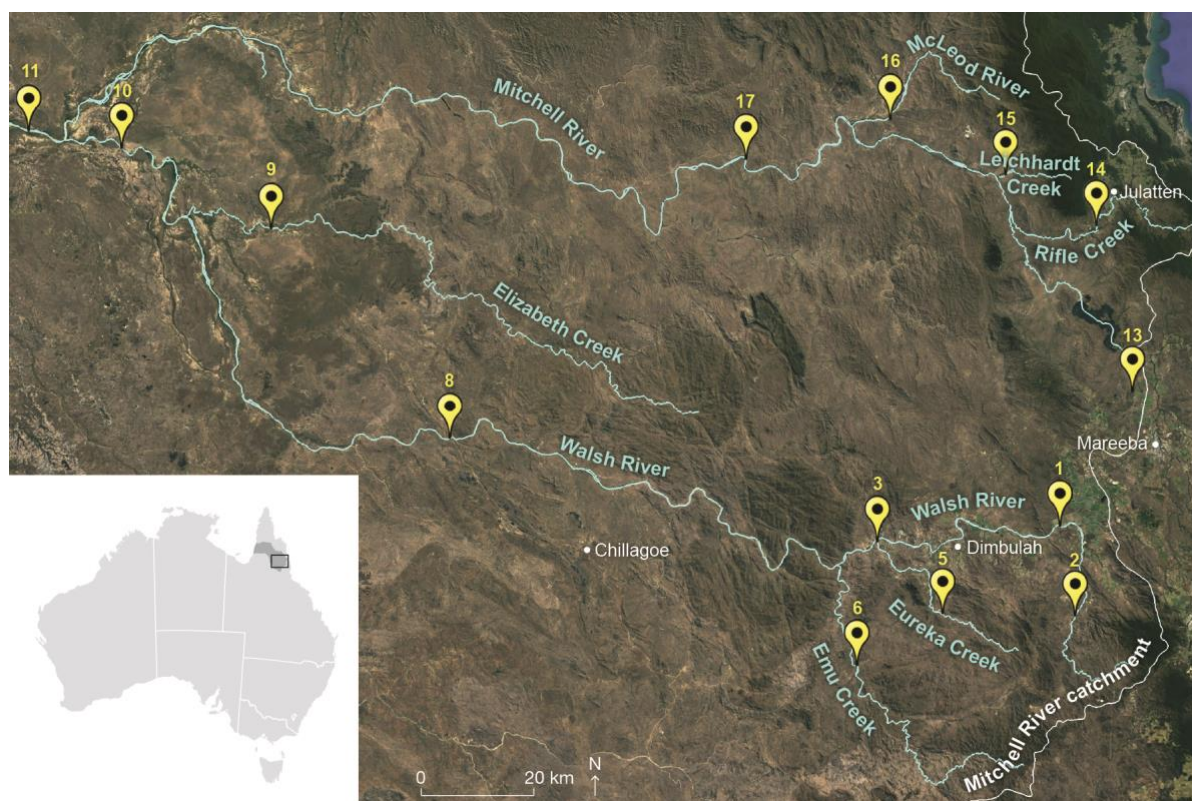 11
10
9
Mitchell River
17
16
McLeod River
15
Leichhardt
Creek
14
Julatten
Rifle Creek
13
Mareeba
Elizabeth Creek
8
Walsh River
Chillagoe
3
Walsh River
1
Dimbulah
5
2
6
Eureka Creek
Emu Creek
Mitchell River catchment
0 20 km
N